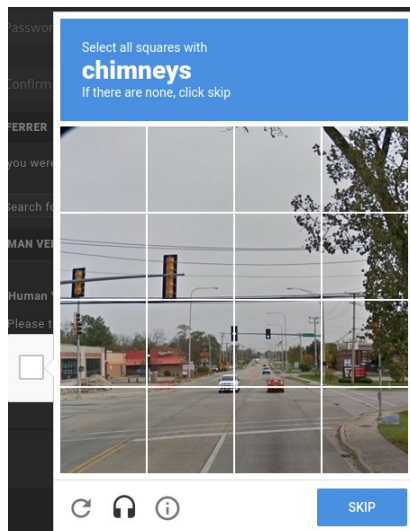 Passwor
Confirm
FERRER
you were
Search fo
MAN VER
Human V
Please t
Select all squares with
chimneys
If there are none, click skip
SKIP